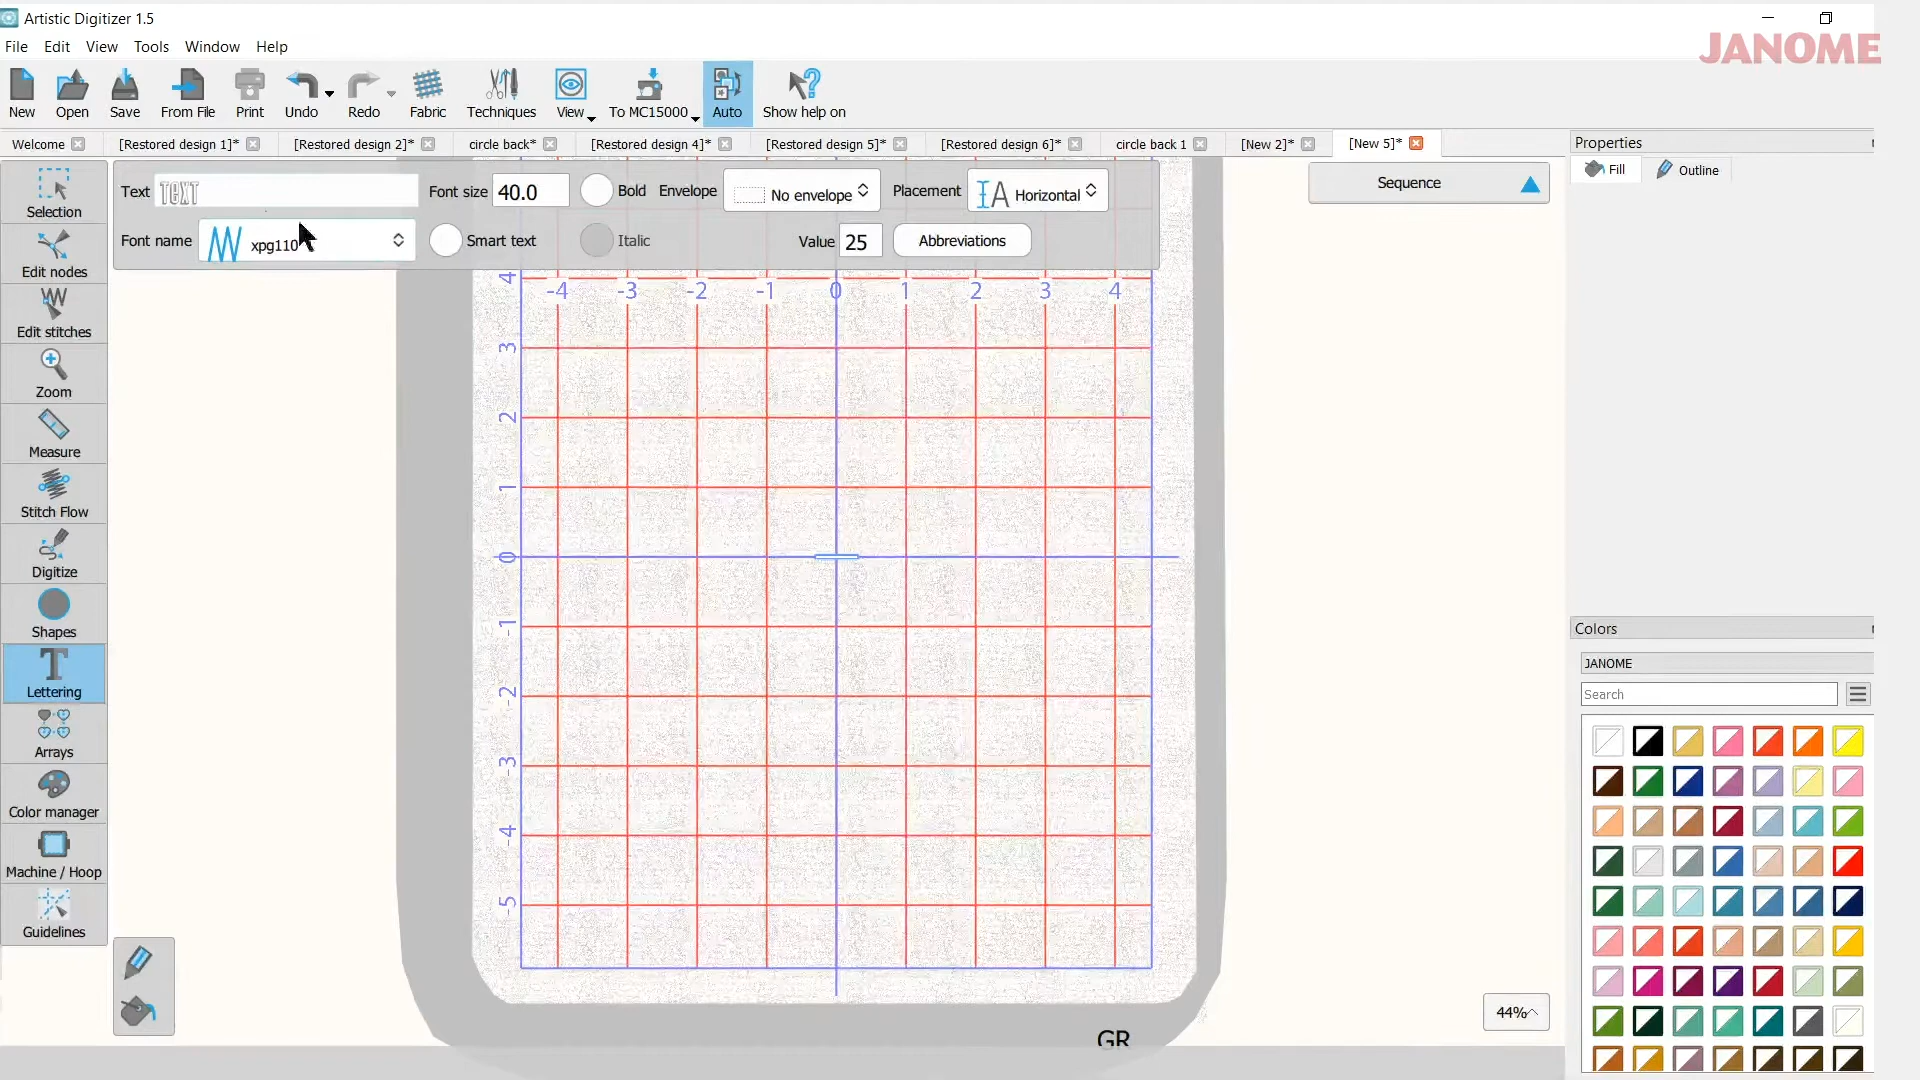 Artistic Digitizer 1.5
JANOME
File Edit View Tools Window Help
New Open Save From File Print Undo Redo Fabric Techniques View To MC15000 Auto Show help on
Welcome [Restored design 1]* [Restored design 2]* circle back* [Restored design 4]* [Restored design 5]* [Restored design 6]* circle back 1 [New 2]* [New 5]*
Properties
Fill Outline
Text TEXT Font size 40.0 Bold Envelope No envelope Placement Horizontal
Font name xpg110 Smart text Italic Value 25 Abbreviations
Sequence
Selection
Edit nodes
Edit stitches
Zoom
Measure
Stitch Flow
Digitize
Shapes
Lettering
Arrays
Color manager
Machine / Hoop
Guidelines
-4 -3 -2 -1 0 1 2 3 4
4
3
2
1
0
-1
-2
-3
-4
-5
GR
44%
Colors
JANOME
Search